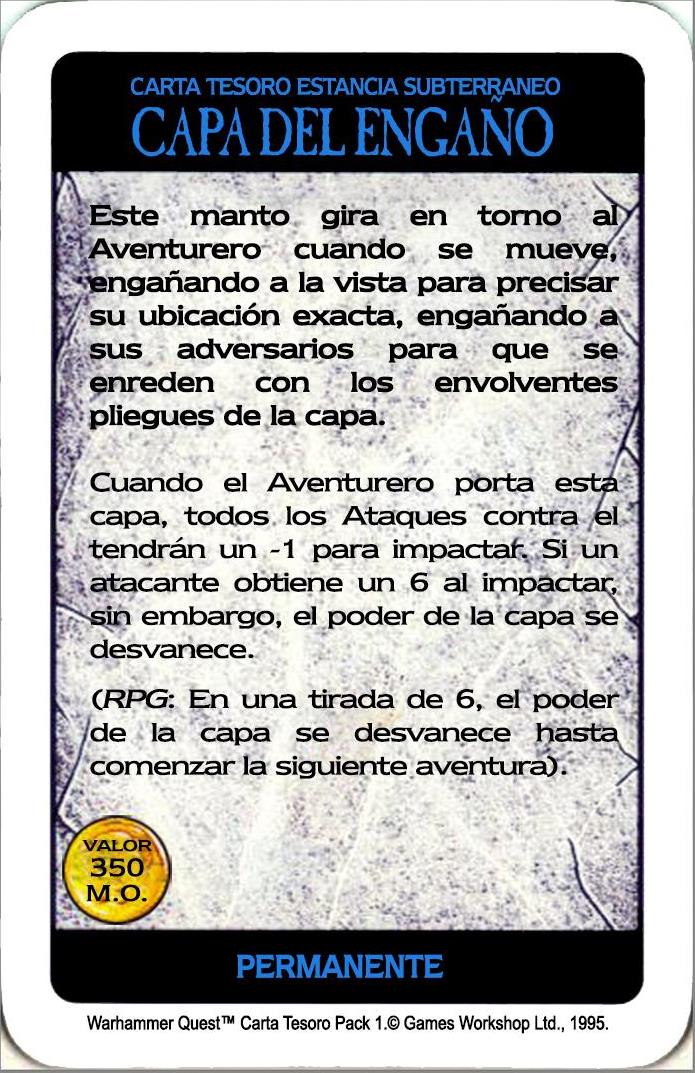 CARTA TESORO ESTANCIA SUBTERRANEO
CAPA DEL ENGAÑO
Este manto gira en torno al
Aventurero cuando se mueve,
engañando a la vista para precisar
su ubicación exacta, engañando a
sus adversarios para que se
enreden con los envolventes
pliegues de la capa.
Cuando el Aventurero porta esta
capa, todos los Ataques contra el
tendrán un -1 para impactar. Si un
atacante obtiene un 6 al impactar,
sin embargo, el poder de la capa se
desvanece.
(RPG: En una tirada de 6, el poder
de la capa se desvanece hasta
comenzar la siguiente aventura).
VALOR
350
M.O.
PERMANENTE
Warhammer Quest™ Carta Tesoro Pack 1.© Games Workshop Ltd., 1995.